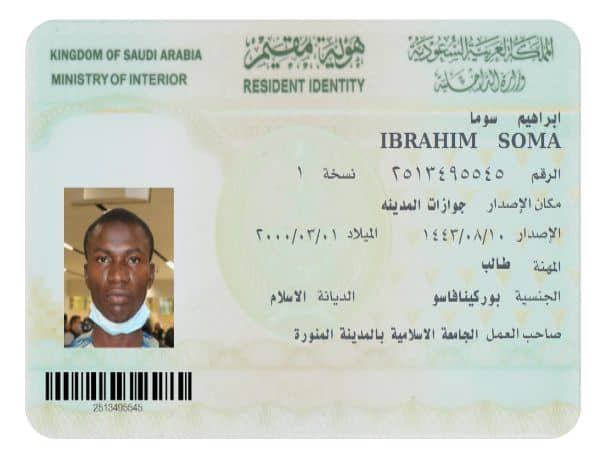 KINGDOM OF SAUDI ARABIA
MINISTRY OF INTERIOR
هوية مقيم
RESIDENT IDENTITY
المملكة العربية السعودية
وزارة الداخلية
ابراهيم سوما
IBRAHIM SOMA
الرقم ٢٥١٣٤٩٥٥٤٥ نسخة ١
مكان الإصدار جوازات المدينه
الإصدار ١٤٤٣/٠٨/١٠ الميلاد ٢٠٠٠/٠٣/٠١
المهنة طالب
الجنسية بوركينافاسو الديانة الاسلام
صاحب العمل الجامعة الاسلامية بالمدينة المنورة
2513495545